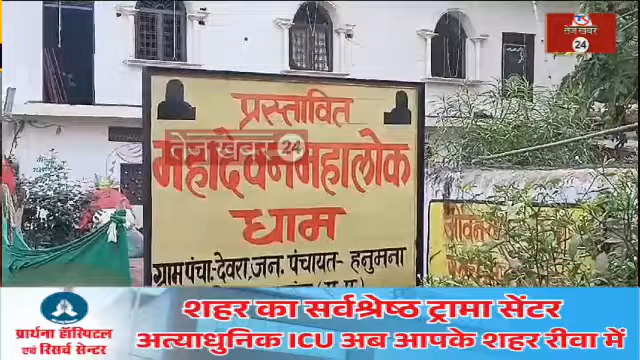 तेज खबर
24
प्रस्तावित
तेज खबर 24
महादेवन महालोक
धाम
ग्राम पंचा.-देवरा, जन. पंचायत- हनुमना
प्रार्थना हॉस्पिटल
एवं रिसर्च सेन्टर
शहर का सर्वश्रेष्ठ ट्रामा सेंटर
अत्याधुनिक ICU अब आपके शहर रीवा में